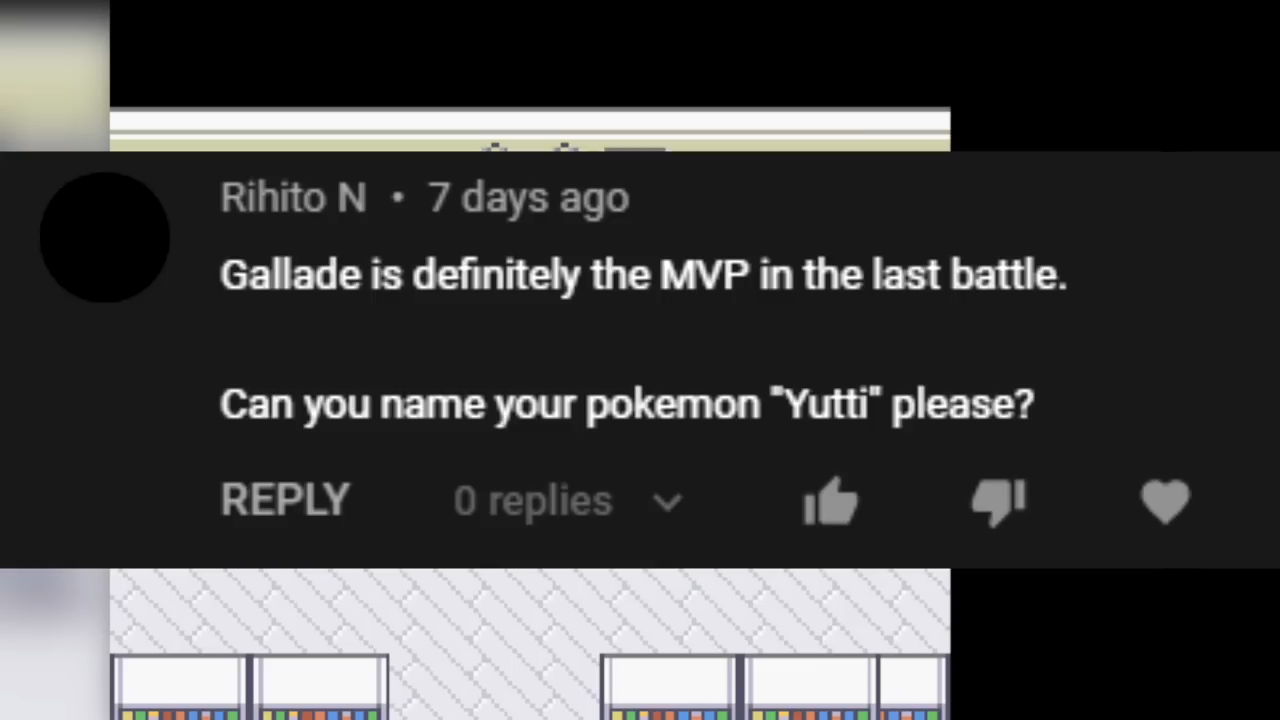 Rihito N • 7 days ago
Gallade is definitely the MVP in the last battle.
Can you name your pokemon "Yutti" please?
REPLY 0 replies